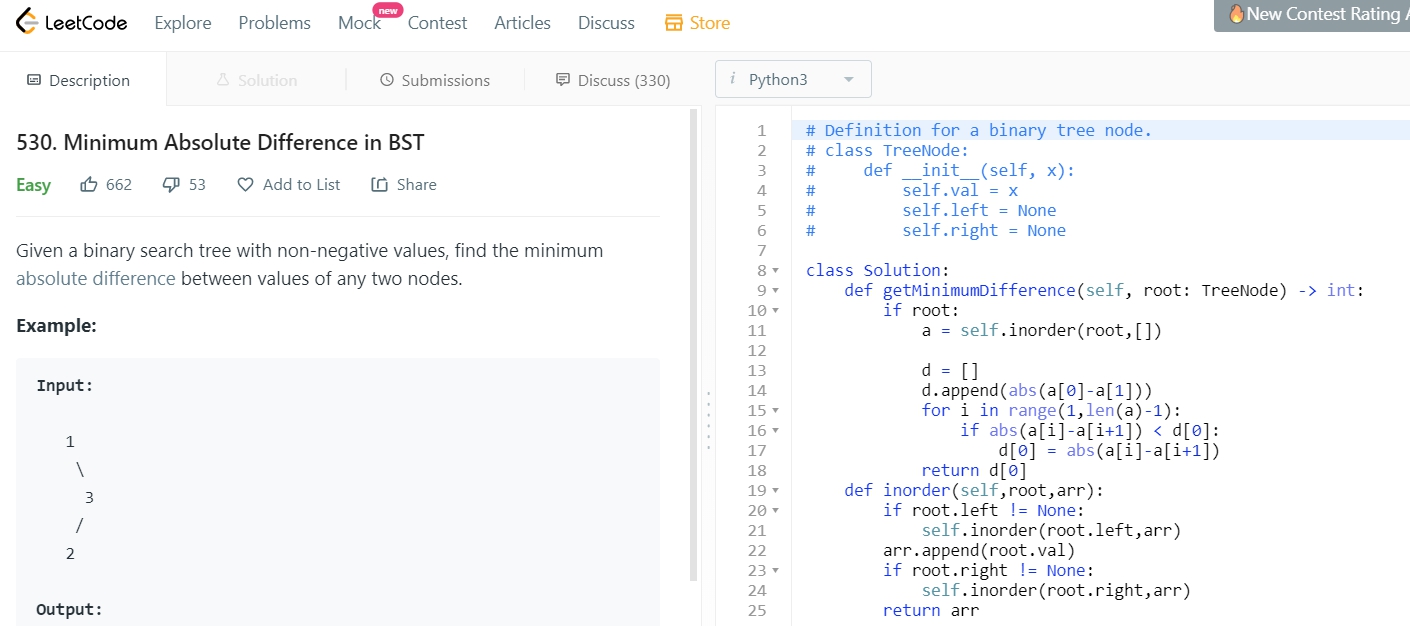 LeetCode Explore Problems Mock new Contest Articles Discuss Store 🔥New Contest Rating
Description Solution Submissions Discuss (330) i Python3
530. Minimum Absolute Difference in BST
Easy 662 53 Add to List Share
Given a binary search tree with non-negative values, find the minimum
absolute difference between values of any two nodes.
Example:
Input:
1
\
3
/
2
Output:
1 # Definition for a binary tree node.
2 # class TreeNode:
3 #     def __init__(self, x):
4 #         self.val = x
5 #         self.left = None
6 #         self.right = None
7
8 class Solution:
9     def getMinimumDifference(self, root: TreeNode) -> int:
10         if root:
11             a = self.inorder(root,[])
12
13             d = []
14             d.append(abs(a[0]-a[1]))
15             for i in range(1,len(a)-1):
16                 if abs(a[i]-a[i+1]) < d[0]:
17                     d[0] = abs(a[i]-a[i+1])
18             return d[0]
19     def inorder(self,root,arr):
20         if root.left != None:
21             self.inorder(root.left,arr)
22         arr.append(root.val)
23         if root.right != None:
24             self.inorder(root.right,arr)
25         return arr